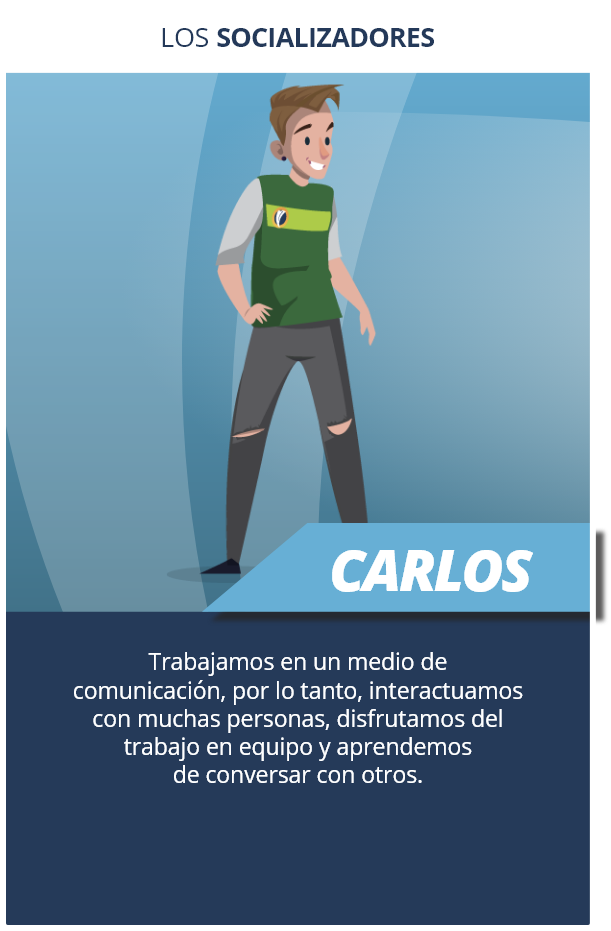 LOS SOCIALIZADORES
CARLOS
Trabajamos en un medio de
comunicación, por lo tanto, interactuamos
con muchas personas, disfrutamos del
trabajo en equipo y aprendemos
de conversar con otros.